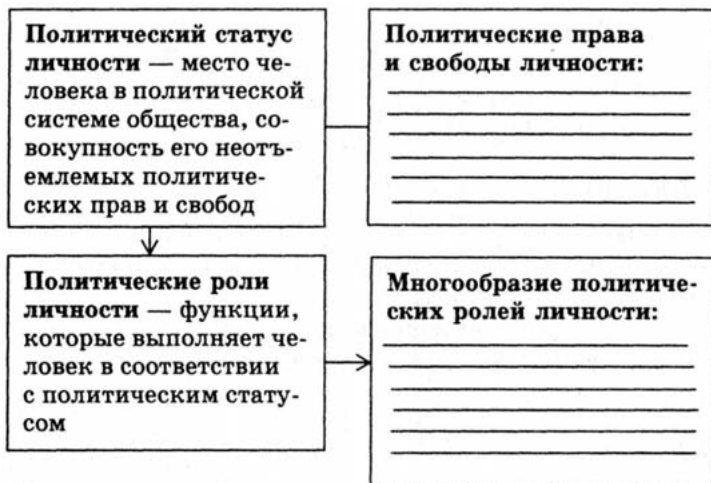 Политический статус
личности — место че-
ловека в политической
системе общества, со-
вокупность его неотъ-
емлемых политиче-
ских прав и свобод
Политические права
и свободы личности:
Политические роли
личности — функции,
которые выполняет че-
ловек в соответствии
с политическим стату-
сом
Многообразие политиче-
ских ролей личности: